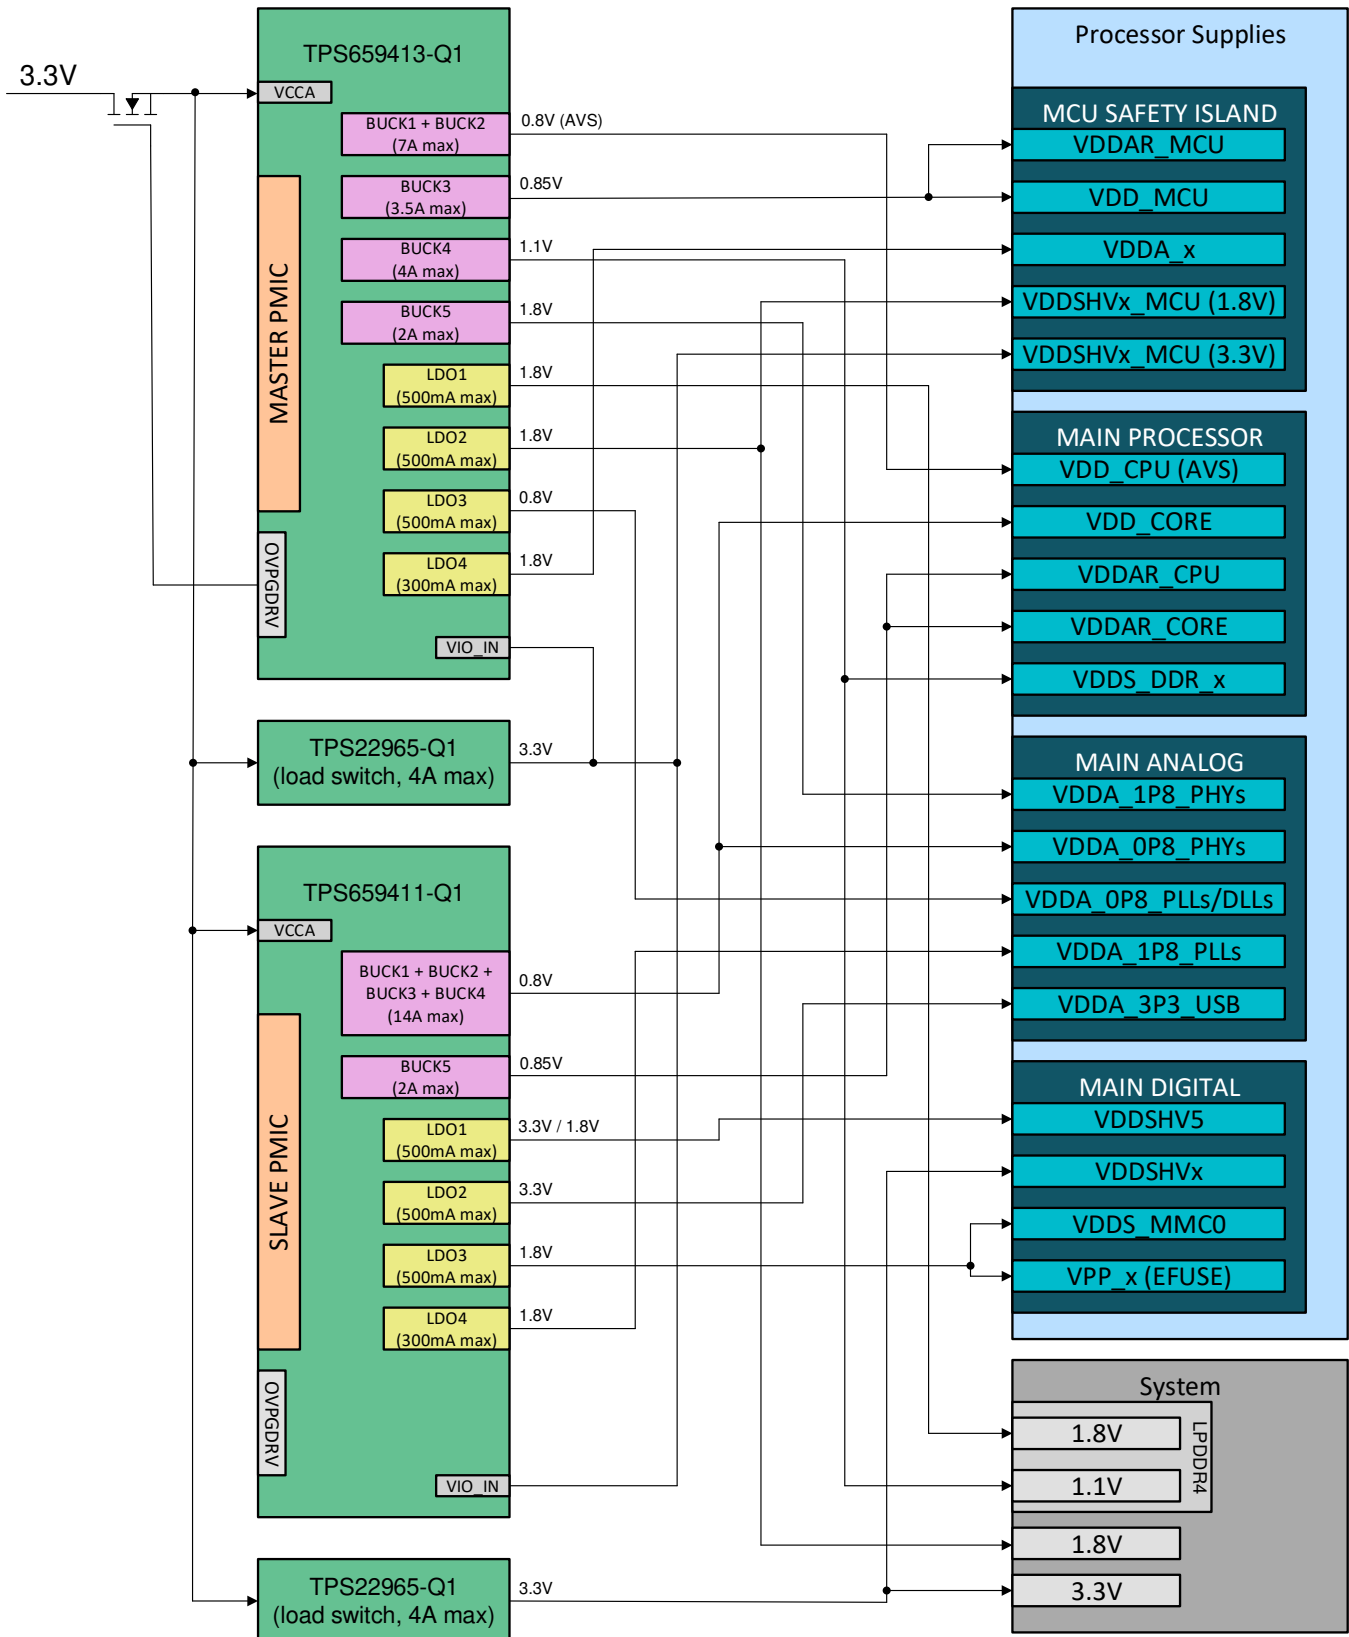 3.3V
TPS659413-Q1
VCCA
BUCK1 + BUCK2
(7A max)
0.8V (AVS)
BUCK3
(3.5A max)
0.85V
BUCK4
(4A max)
1.1V
BUCK5
(2A max)
1.8V
LDO1
(500mA max)
1.8V
LDO2
(500mA max)
1.8V
LDO3
(500mA max)
0.8V
LDO4
(300mA max)
1.8V
MASTER PMIC
OVPGDRV
VIO_IN
TPS22965-Q1
(load switch, 4A max)
3.3V
TPS659411-Q1
VCCA
BUCK1 + BUCK2 +
BUCK3 + BUCK4
(14A max)
0.8V
BUCK5
(2A max)
0.85V
LDO1
(500mA max)
3.3V / 1.8V
LDO2
(500mA max)
3.3V
LDO3
(500mA max)
1.8V
LDO4
(300mA max)
1.8V
SLAVE PMIC
OVPGDRV
VIO_IN
TPS22965-Q1
(load switch, 4A max)
3.3V
Processor Supplies
MCU SAFETY ISLAND
VDDAR_MCU
VDD_MCU
VDDA_x
VDDSHVx_MCU (1.8V)
VDDSHVx_MCU (3.3V)
MAIN PROCESSOR
VDD_CPU (AVS)
VDD_CORE
VDDAR_CPU
VDDAR_CORE
VDDS_DDR_x
MAIN ANALOG
VDDA_1P8_PHYs
VDDA_0P8_PHYs
VDDA_0P8_PLLs/DLLs
VDDA_1P8_PLLs
VDDA_3P3_USB
MAIN DIGITAL
VDDSHV5
VDDSHVx
VDDS_MMC0
VPP_x (EFUSE)
System
1.8V
1.1V
LPDDR4
1.8V
3.3V